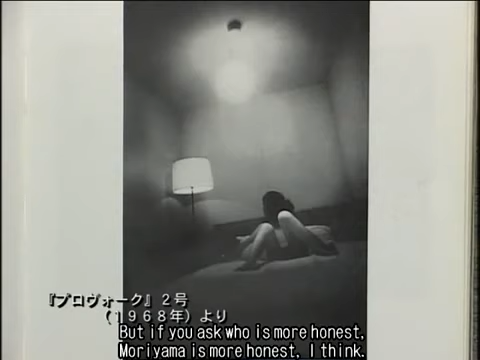 『プロヴォーク』２号
（１９６８年）より
But if you ask who is more honest,
Moriyama is more honest, I think.